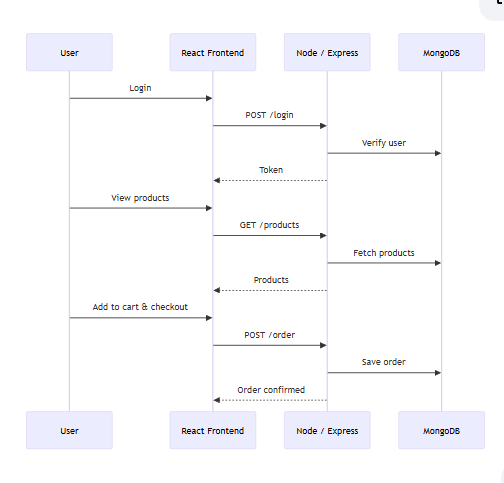 User
React Frontend
Node / Express
MongoDB
Login
POST /login
Verify user
Token
View products
GET /products
Fetch products
Products
Add to cart & checkout
POST /order
Save order
Order confirmed
User
React Frontend
Node / Express
MongoDB